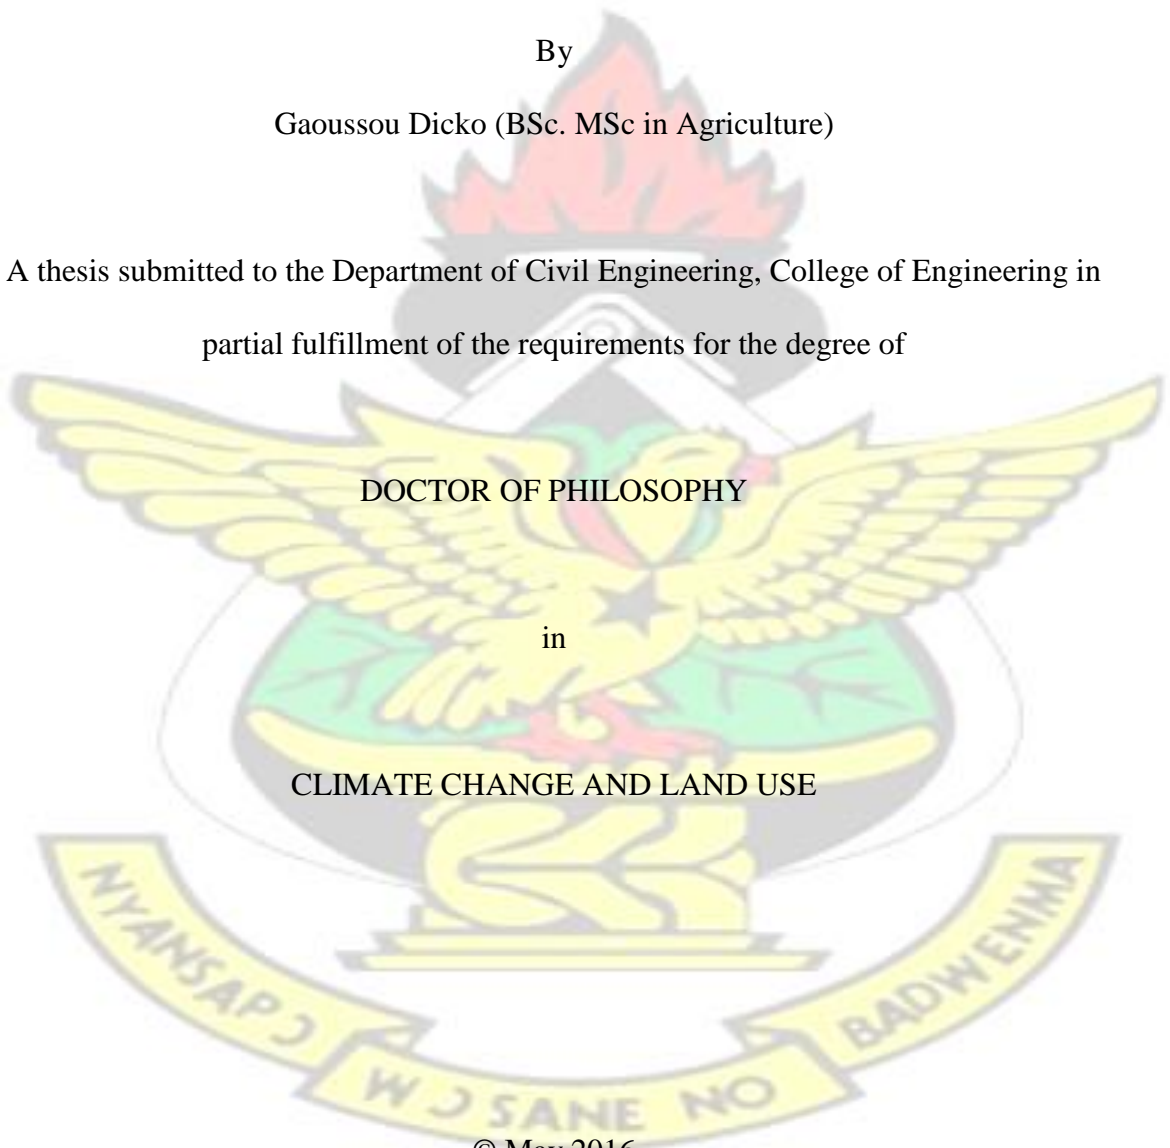 By
Gaoussou Dicko (BSc. MSc in Agriculture)
A thesis submitted to the Department of Civil Engineering, College of Engineering in
partial fulfillment of the requirements for the degree of
DOCTOR OF PHILOSOPHY
in
CLIMATE CHANGE AND LAND USE
NYANSAPƆ WƆ SANE NO BADWENMA
© May 2016